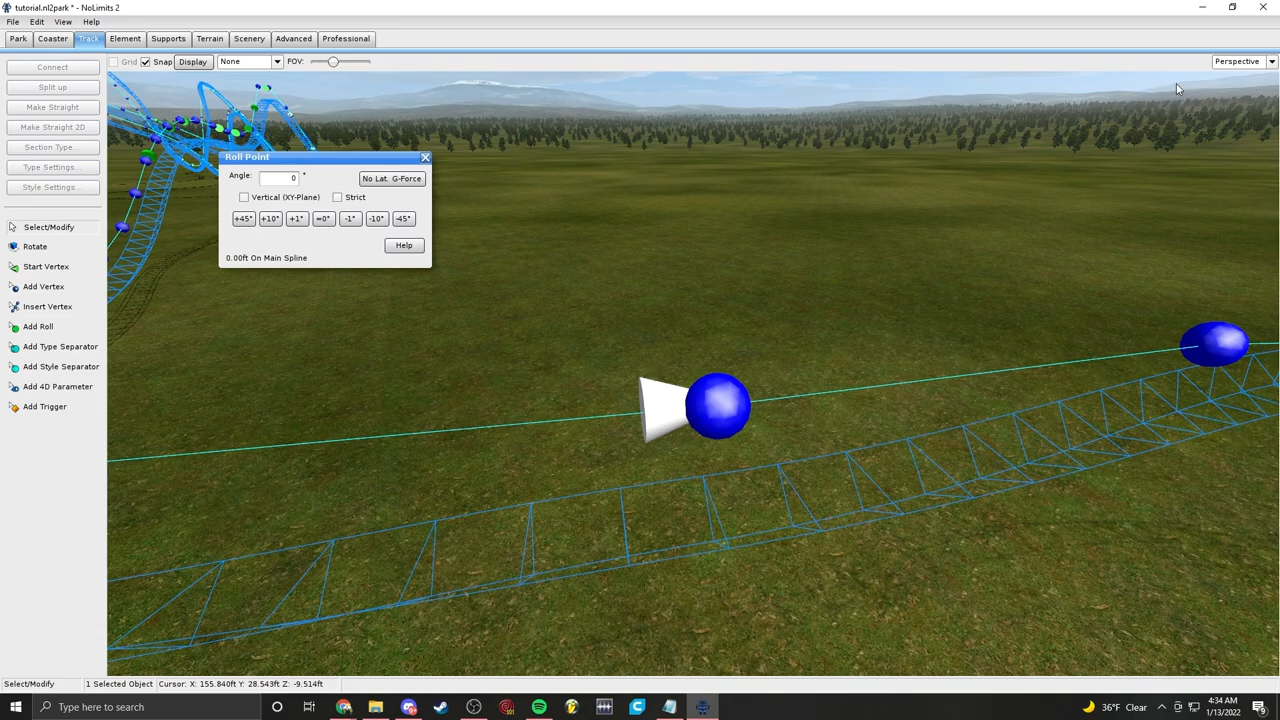 tutorial.nl2park * - NoLimits 2
File Edit View Help
Park Coaster Track Element Supports Terrain Scenery Advanced Professional
Grid Snap Display None FOV: Perspective
Connect
Split up
Make Straight
Make Straight 2D
Section Type...
Type Settings...
Style Settings...
Select/Modify
Rotate
Start Vertex
Add Vertex
Insert Vertex
Add Roll
Add Type Separator
Add Style Separator
Add 4D Parameter
Add Trigger
Roll Point
Angle: 0 ° No Lat. G-Force
Vertical (XY-Plane) Strict
+45° +10° +1° =0° -1° -10° -45°
Help
0.00ft On Main Spline
Select/Modify 1 Selected Object Cursor: X: 155.840ft Y: 28.543ft Z: -9.514ft
Type here to search 36°F Clear 4:34 AM
1/13/2022